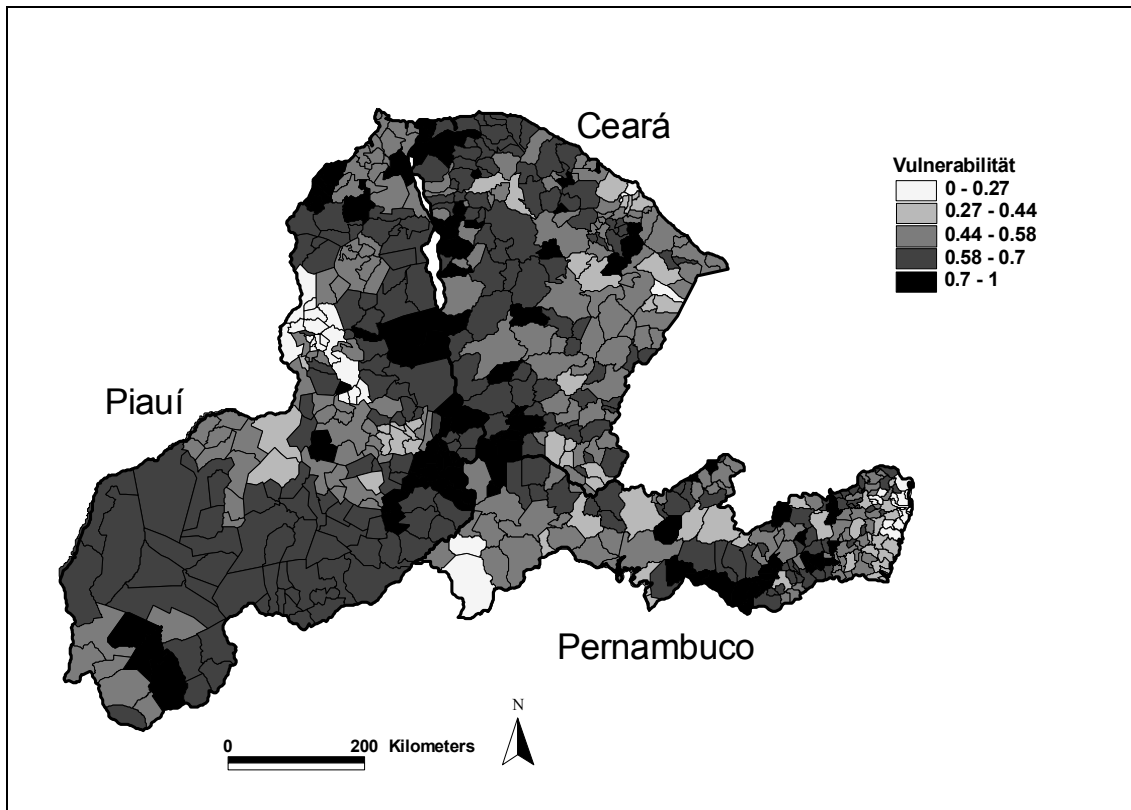 Ceará
Vulnerabilität
0 - 0.27
0.27 - 0.44
0.44 - 0.58
0.58 - 0.7
0.7 - 1
Piauí
Pernambuco
N
0 200 Kilometers